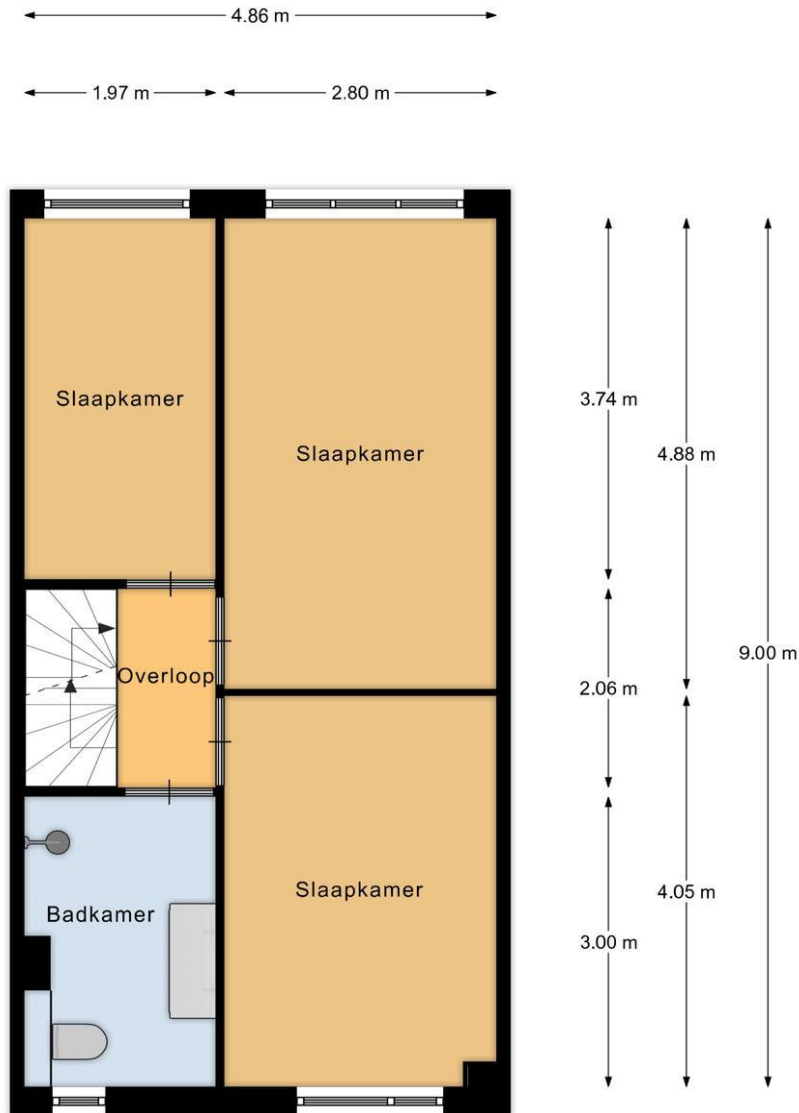 4.86 m
1.97 m
2.80 m
Slaapkamer
3.74 m
Slaapkamer
4.88 m
9.00 m
Overloop
2.06 m
Slaapkamer
4.05 m
Badkamer
3.00 m